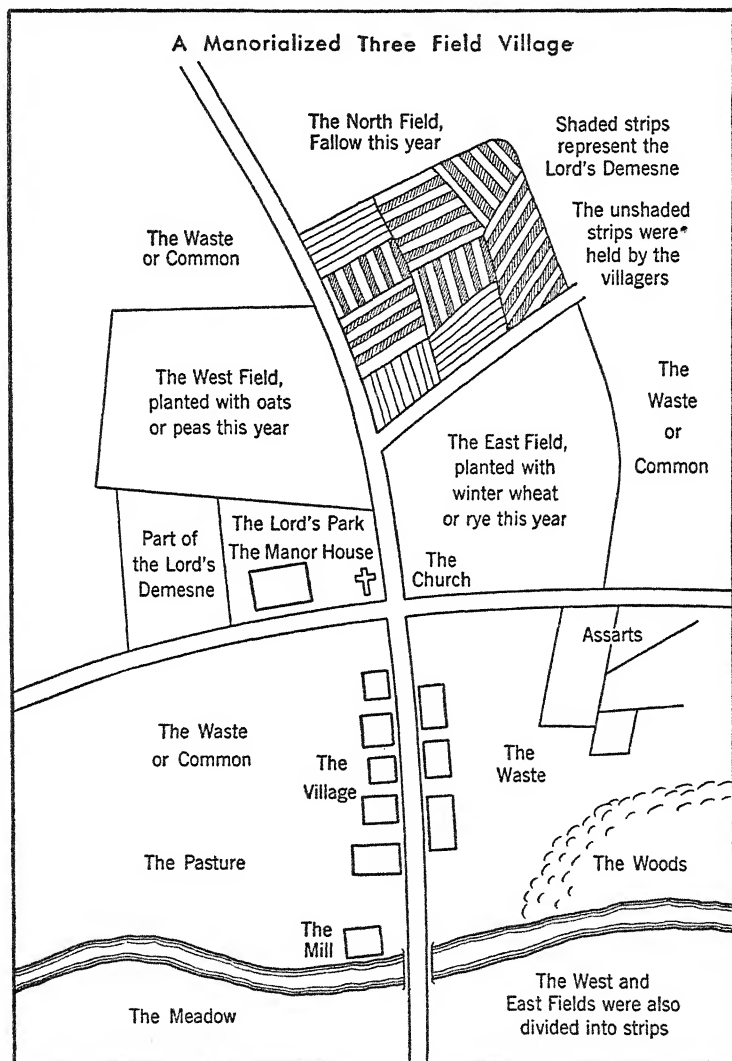 A Manorialized Three Field Village
The North Field,
Fallow this year
Shaded strips
represent the
Lord's Demesne
The unshaded
strips were
held by the
villagers
The Waste
or Common
The West Field,
planted with oats
or peas this year
The
Waste
or
Common
The East Field,
planted with
winter wheat
or rye this year
Part of
the Lord's
Demesne
The Lord's Park
The Manor House
The
Church
Assarts
The Waste
or Common
The
Village
The
Waste
The Pasture
The Woods
The
Mill
The Meadow
The West and
East Fields were also
divided into strips